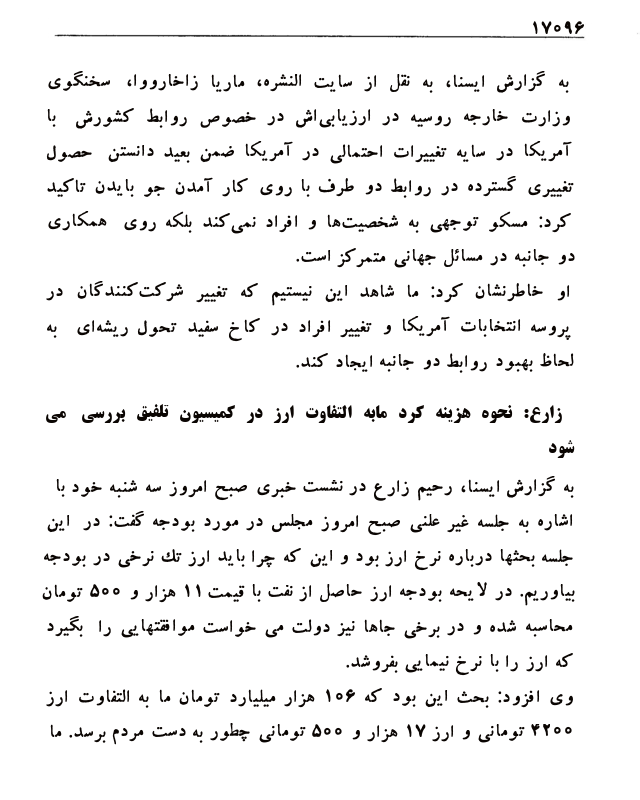 ۱۷۰۹۶
به گزارش ایسنا، به نقل از سایت النشره، ماریا زاخارووا، سخنگوی
وزارت خارجه روسیه در ارزیابی‌اش در خصوص روابط کشورش با
آمریکا در سایه تغییرات احتمالی در آمریکا ضمن بعید دانستن حصول
تغییری گسترده در روابط دو طرف با روی کار آمدن جو بایدن تاکید
کرد: مسکو توجهی به شخصیت‌ها و افراد نمی‌کند بلکه روی همکاری
دو جانبه در مسائل جهانی متمرکز است.
او خاطرنشان کرد: ما شاهد این نیستیم که تغییر شرکت‌کنندگان در
پروسه انتخابات آمریکا و تغییر افراد در کاخ سفید تحول ریشه‌ای به
لحاظ بهبود روابط دو جانبه ایجاد کند.
زارع: نحوه هزینه کرد مابه التفاوت ارز در کمیسیون تلفیق بررسی می
شود
به گزارش ایسنا، رحیم زارع در نشست خبری صبح امروز سه شنبه خود با
اشاره به جلسه غیر علنی صبح امروز مجلس در مورد بودجه گفت: در این
جلسه بحثها درباره نرخ ارز بود و این که چرا باید ارز تك نرخی در بودجه
بیاوریم. در لایحه بودجه ارز حاصل از نفت با قیمت ۱۱ هزار و ۵۰۰ تومان
محاسبه شده و در برخی جاها نیز دولت می خواست موافقتهایی را بگیرد
که ارز را با نرخ نیمایی بفروشد.
وی افزود: بحث این بود که ۱۰۶ هزار میلیارد تومان ما به التفاوت ارز
۴۲۰۰ تومانی و ارز ۱۷ هزار و ۵۰۰ تومانی چطور به دست مردم برسد. ما